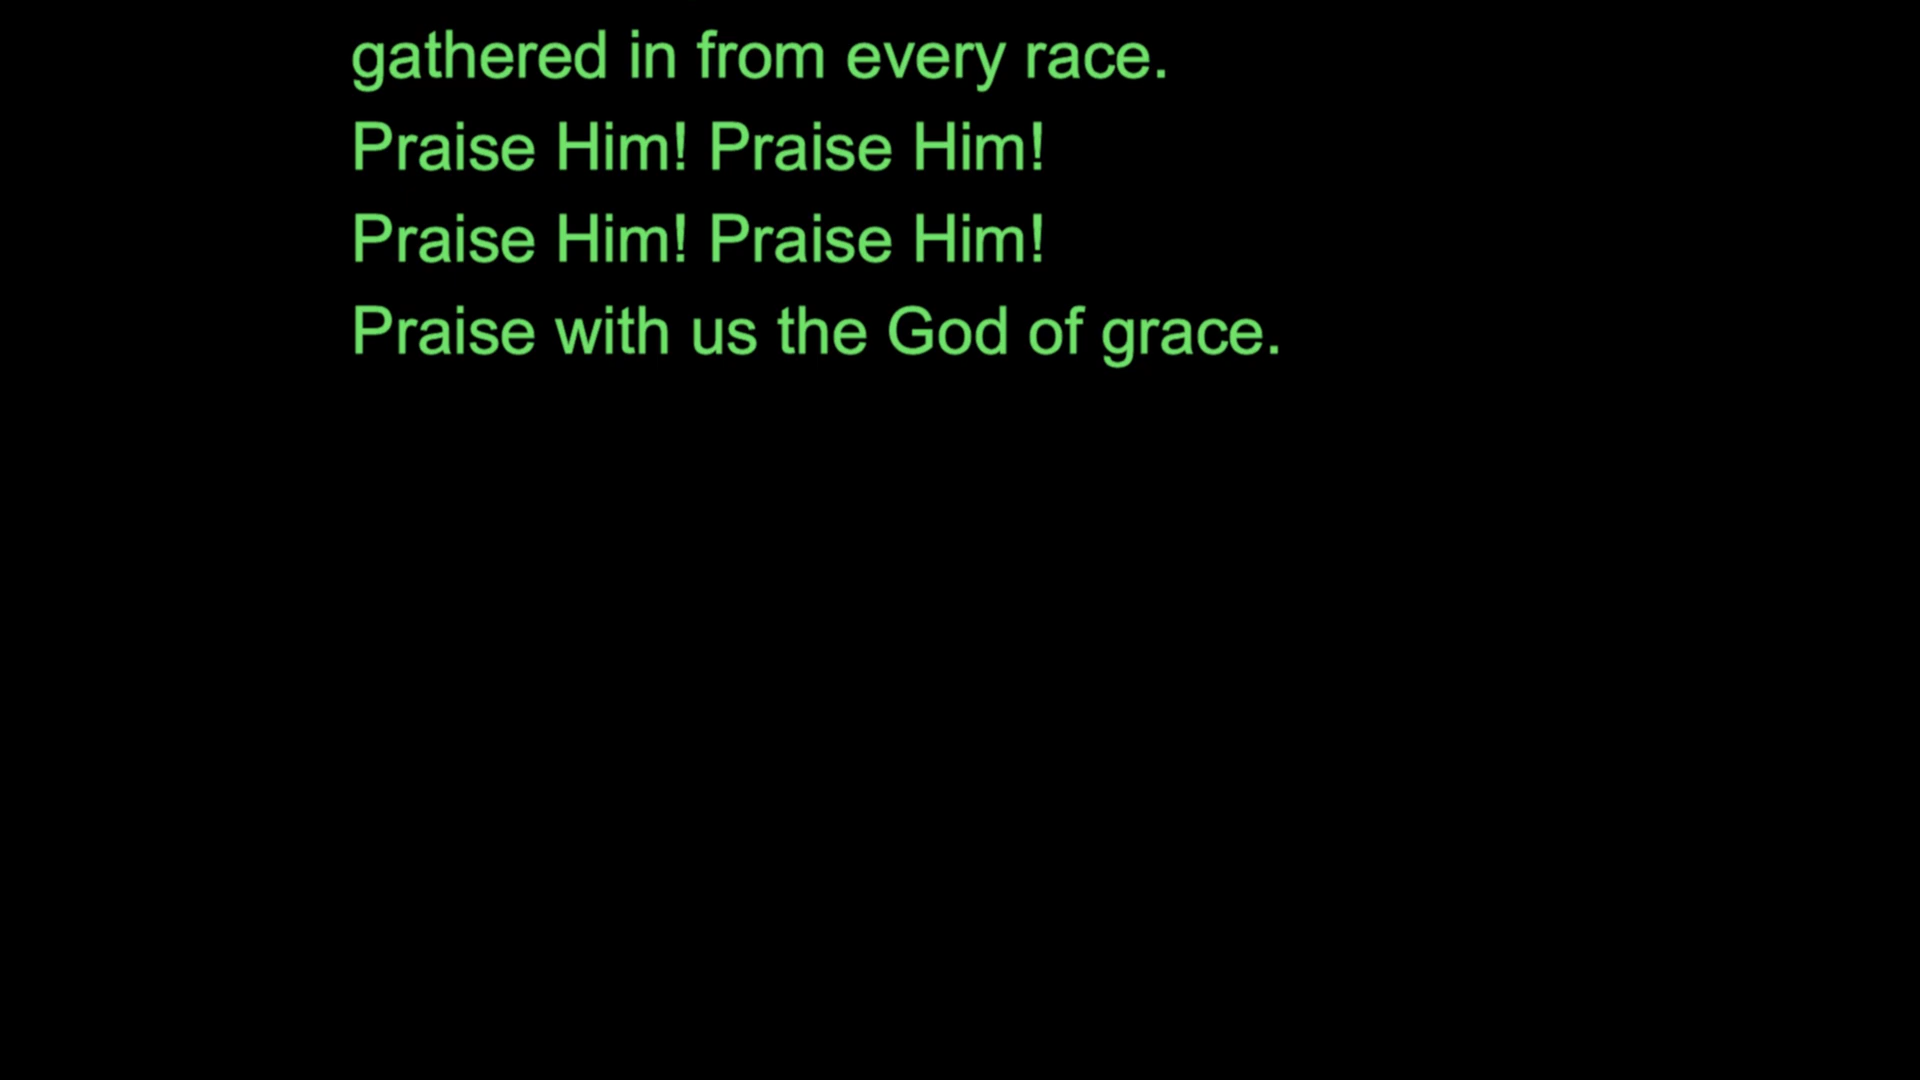 gathered in from every race.
Praise Him! Praise Him!
Praise Him! Praise Him!
Praise with us the God of grace.